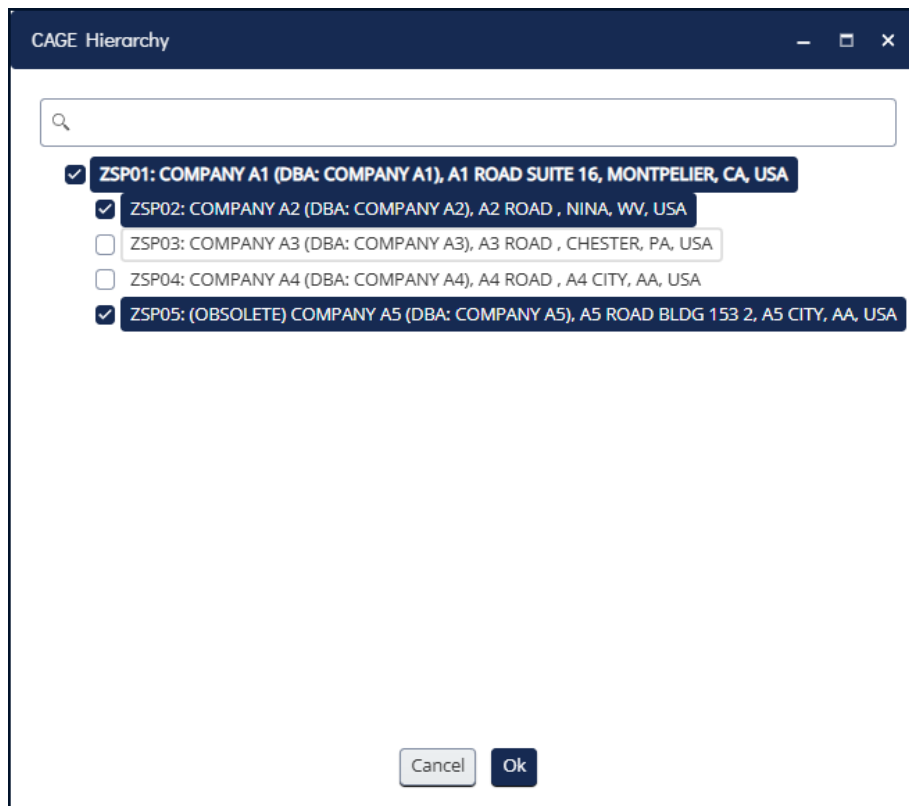 CAGE Hierarchy
ZSP01: COMPANY A1 (DBA: COMPANY A1), A1 ROAD SUITE 16, MONTPELIER, CA, USA
ZSP02: COMPANY A2 (DBA: COMPANY A2), A2 ROAD , NINA, WV, USA
ZSP03: COMPANY A3 (DBA: COMPANY A3), A3 ROAD , CHESTER, PA, USA
ZSP04: COMPANY A4 (DBA: COMPANY A4), A4 ROAD , A4 CITY, AA, USA
ZSP05: (OBSOLETE) COMPANY A5 (DBA: COMPANY A5), A5 ROAD BLDG 153 2, A5 CITY, AA, USA
Cancel Ok